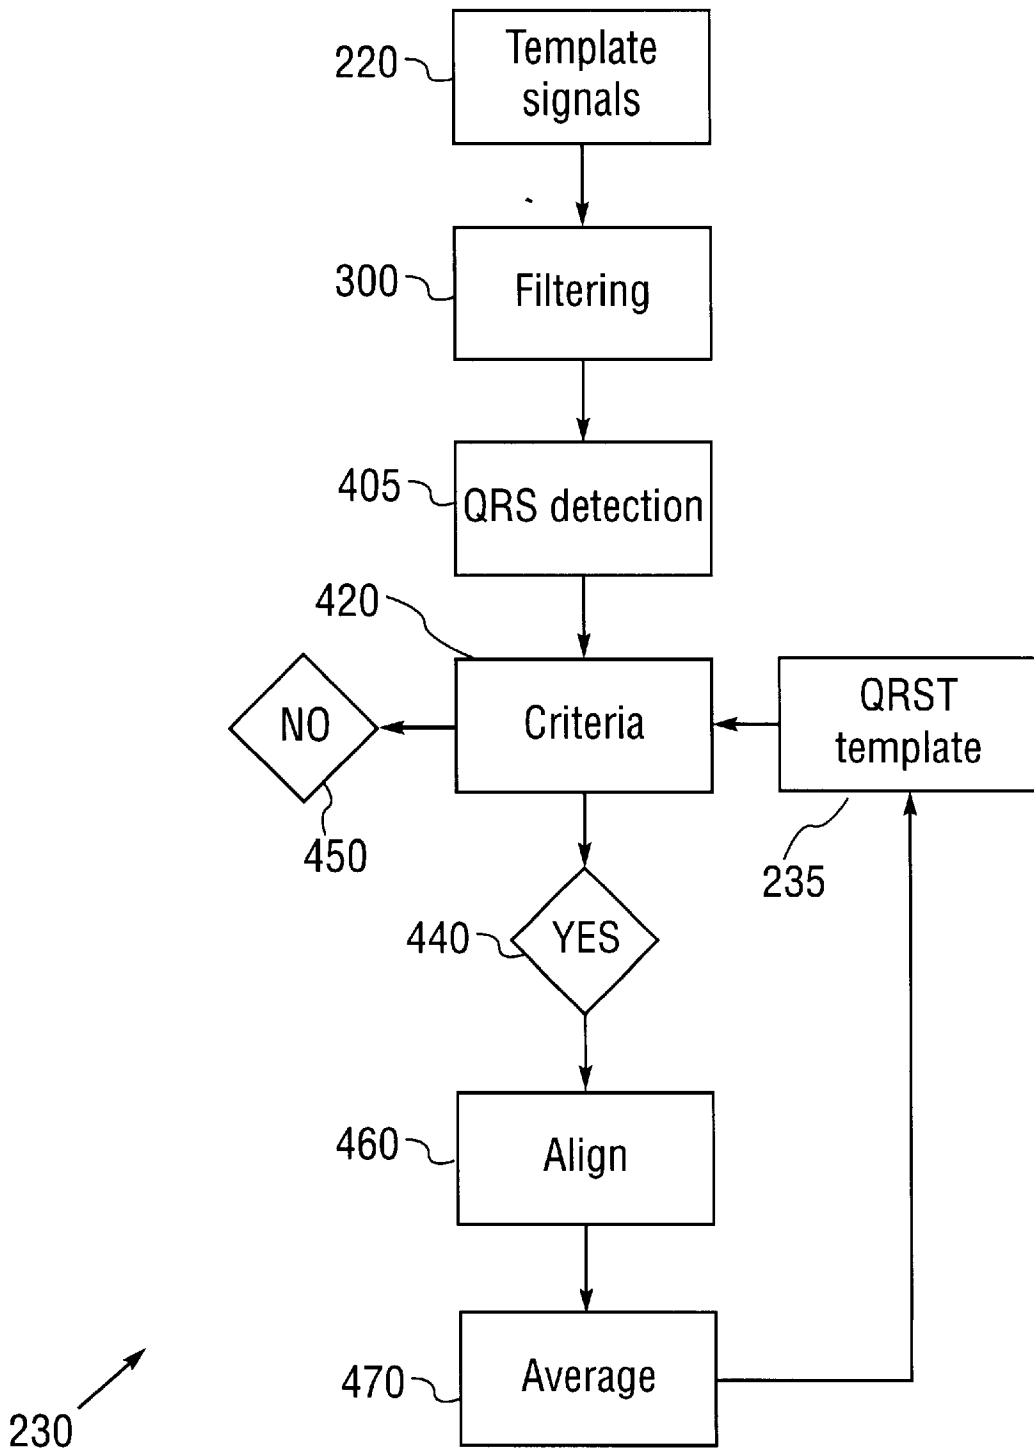 Template
signals
220
Filtering
300
QRS detection
405
420
Criteria
QRST
template
NO
450
235
YES
440
Align
460
Average
470
230